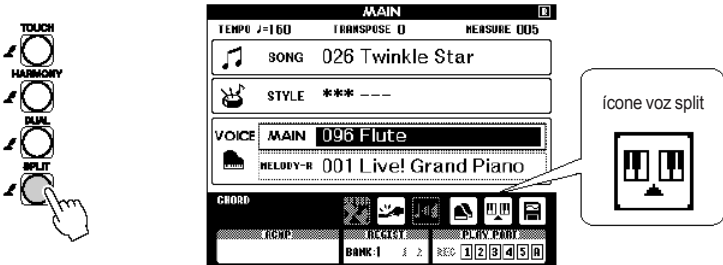 TOUCH
HARMONY
DUAL
SPLIT
MAIN
R
TEMPO ♩=160 TRANSPOSE 0 MEASURE 005
SONG 026 Twinkle Star
STYLE *** ---
VOICE MAIN 096 Flute
MELODY-R 001 Live! Grand Piano
CHORD
ACMP REGIST PLAY PART
BANK:1 1 2 REC 1 2 3 4 5 A
ícone voz split